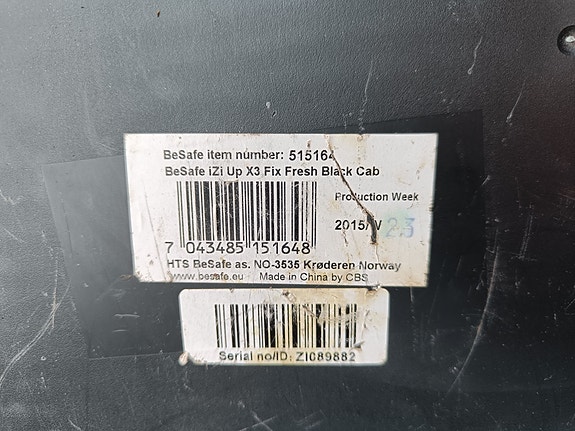 BeSafe item number: 515164
BeSafe iZi Up X3 Fix Fresh Black Cab
Production Week
2015/W 23
7 043485 151648
HTS BeSafe as. NO-3535 Krøderen Norway
www.besafe.eu Made in China by CBS
Serial no/ID: ZI089882